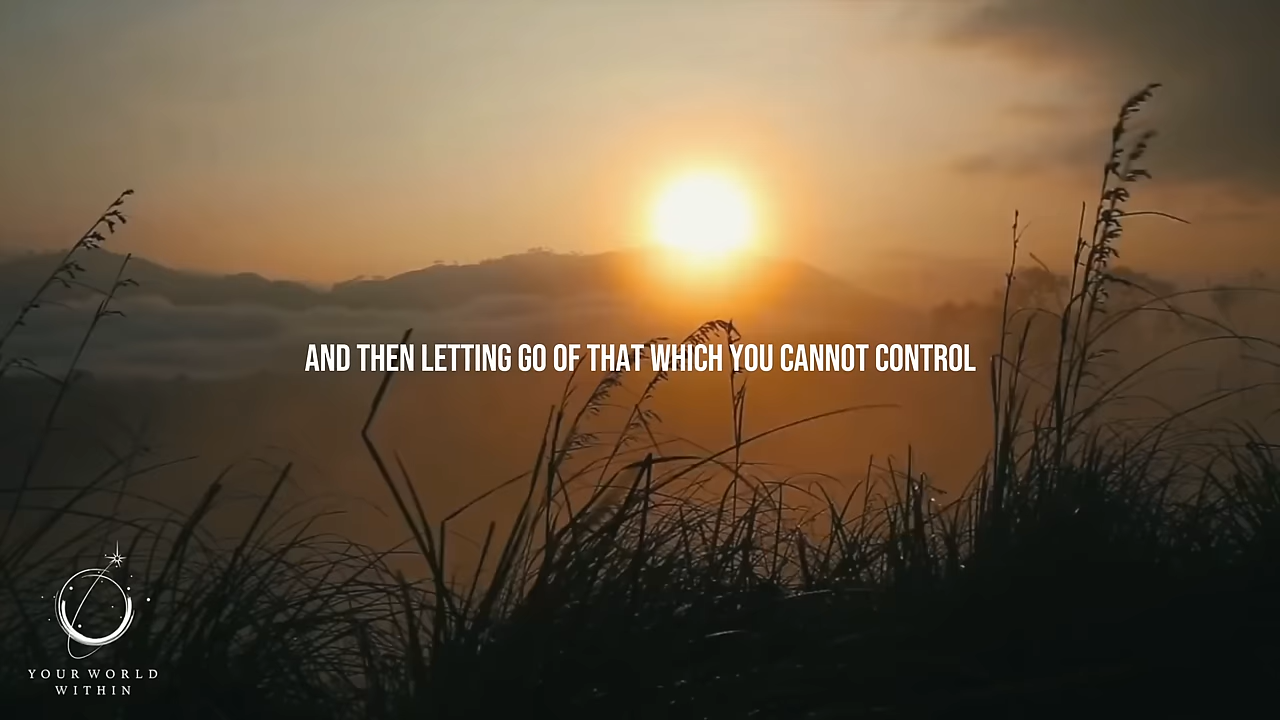 AND THEN LETTING GO OF THAT WHICH YOU CANNOT CONTROL
YOUR WORLD
WITHIN